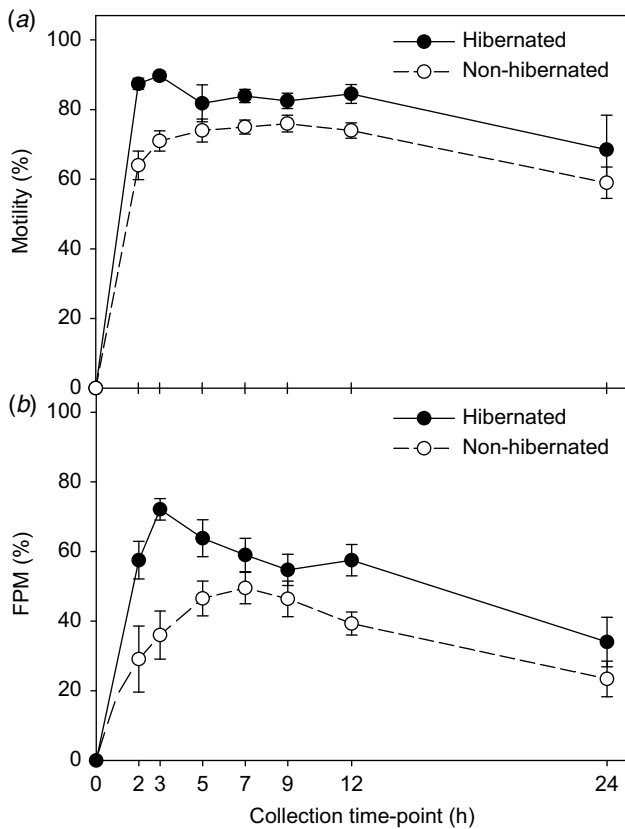 (a)
100
80
60
40
20
0
Motility (%)
Hibernated
Non-hibernated
(b)
100
80
60
40
20
0
FPM (%)
Hibernated
Non-hibernated
0 2 3 5 7 9 12 24
Collection time-point (h)